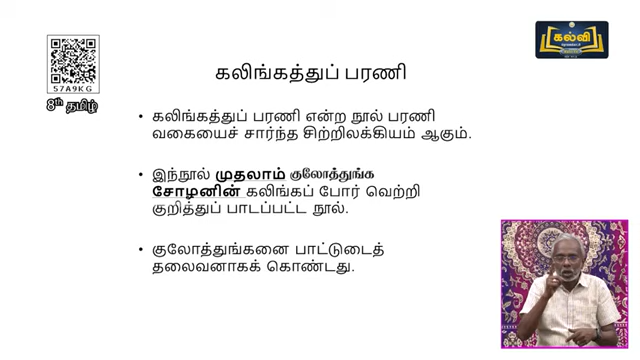 கல்வி
57A9KG
8th தமிழ்
கலிங்கத்துப் பரணி
• கலிங்கத்துப் பரணி என்ற நூல் பரணி
வகையைச் சார்ந்த சிற்றிலக்கியம் ஆகும்.
• இந்நூல் முதலாம் குலோத்துங்க
சோழனின் கலிங்கப் போர் வெற்றி
குறித்துப் பாடப்பட்ட நூல்.
• குலோத்துங்கனை பாட்டுடைத்
தலைவனாகக் கொண்டது.